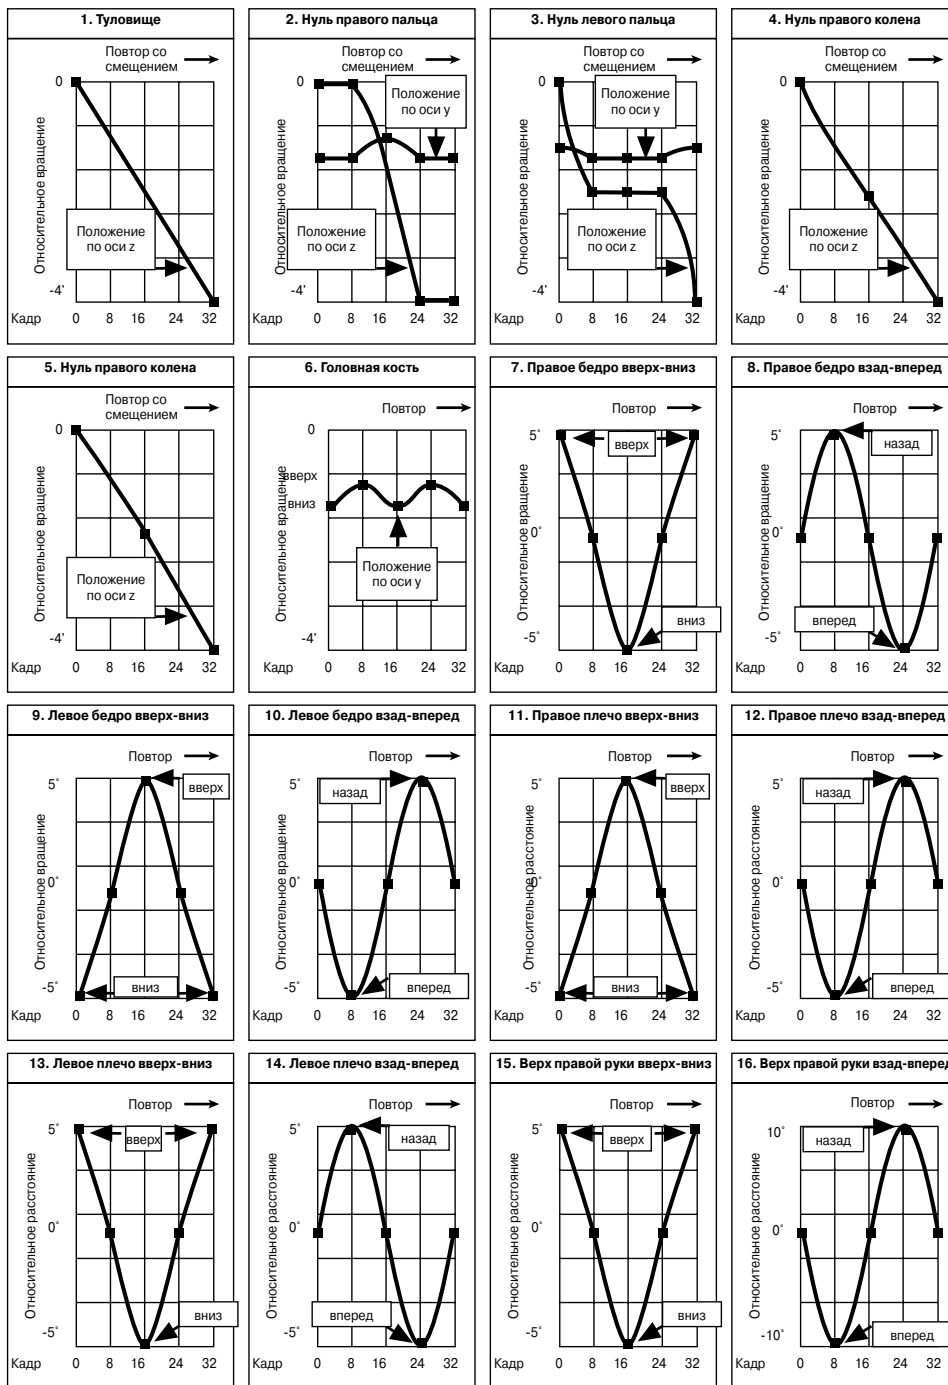 1. Туловище
Повтор со
смещением
0
Относительное вращение
Положение
по оси z
-4'
Кадр 0 8 16 24 32
2. Нуль правого пальца
Повтор со
смещением
0
Положение
по оси y
Относительное вращение
Положение
по оси z
-4'
0 8 16 24 32
3. Нуль левого пальца
Повтор со
смещением
0
Положение
по оси y
Относительное вращение
Положение
по оси z
-4'
0 8 16 24 32
4. Нуль правого колена
Повтор со
смещением
0
Относительное вращение
Положение
по оси z
-4'
Кадр 0 8 16 24 32
5. Нуль правого колена
Повтор со
смещением
0
Относительное вращение
Положение
по оси z
-4'
Кадр 0 8 16 24 32
6. Головная кость
Повтор
0
вверх
вниз
Относительное вращение
Положение
по оси y
-4'
Кадр 0 8 16 24 32
7. Правое бедро вверх-вниз
Повтор
5°
вверх
Относительное вращение
0°
вниз
-5°
Кадр 0 8 16 24 32
8. Правое бедро взад-вперед
Повтор
5°
назад
Относительное вращение
0°
вперед
-5°
Кадр 0 8 16 24 32
9. Левое бедро вверх-вниз
Повтор
5°
вверх
Относительное вращение
0°
вниз
-5°
Кадр 0 8 16 24 32
10. Левое бедро взад-вперед
Повтор
5°
назад
Относительное вращение
0°
вперед
-5°
Кадр 0 8 16 24 32
11. Правое плечо вверх-вниз
Повтор
5°
вверх
Относительное расстояние
0°
вниз
-5°
Кадр 0 8 16 24 32
12. Правое плечо взад-вперед
Повтор
5°
назад
Относительное расстояние
0°
вперед
-5°
Кадр 0 8 16 24 32
13. Левое плечо вверх-вниз
Повтор
5°
вверх
Относительное расстояние
0°
вниз
-5°
Кадр 0 8 16 24 32
14. Левое плечо взад-вперед
Повтор
5°
назад
Относительное расстояние
0°
вперед
-5°
Кадр 0 8 16 24 32
15. Верх правой руки вверх-вниз
Повтор
5°
вверх
Относительное расстояние
0°
вниз
-5°
Кадр 0 8 16 24 32
16. Верх правой руки взад-вперед
Повтор
10°
назад
Относительное расстояние
0°
вперед
-10°
Кадр 0 8 16 24 32